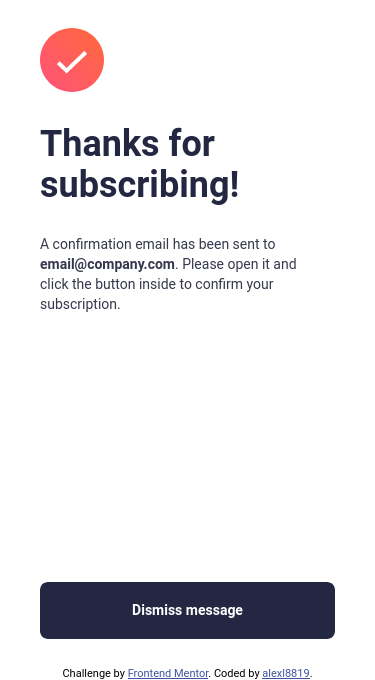 Thanks for
subscribing!
A confirmation email has been sent to
email@company.com. Please open it and
click the button inside to confirm your
subscription.
Dismiss message
Challenge by Frontend Mentor. Coded by alexl8819.